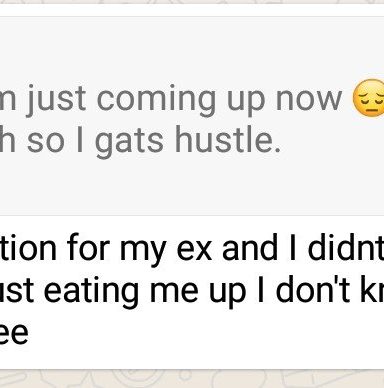 m just coming up now 😔
h so I gats hustle.
tion for my ex and I didnt
ust eating me up I don't kn
ee